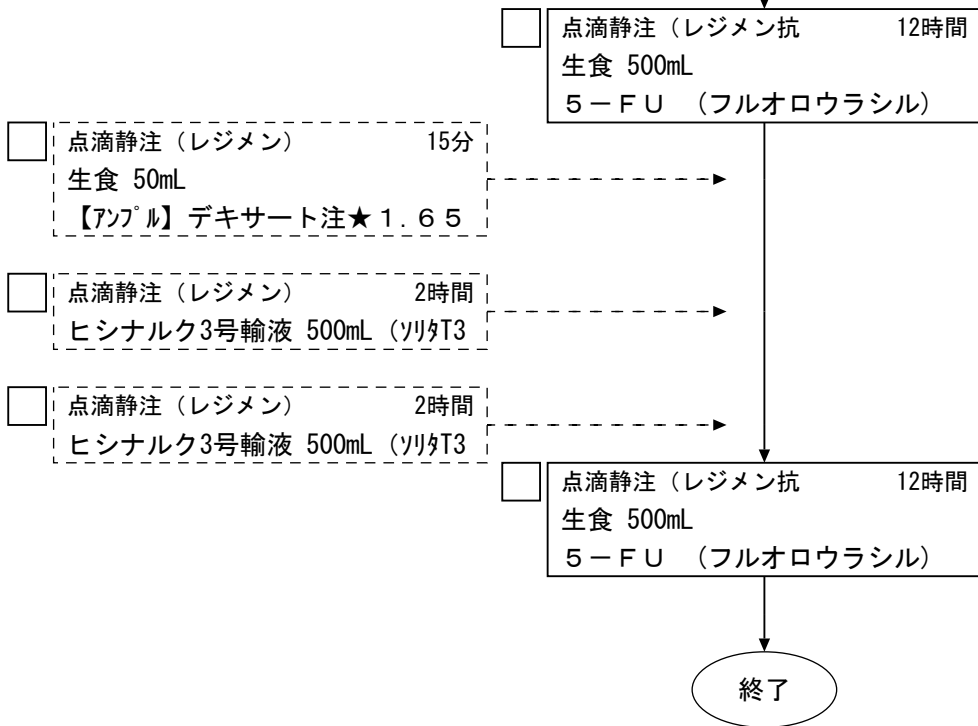 点滴静注（レジメン抗 12時間
生食 500mL
５－ＦＵ （フルオロウラシル）
点滴静注（レジメン） 15分
生食 50mL
【ｱﾝﾌﾟﾙ】デキサート注★１.６５
点滴静注（レジメン） 2時間
ヒシナルク3号輸液 500mL（ｿﾘﾀT3
点滴静注（レジメン） 2時間
ヒシナルク3号輸液 500mL（ｿﾘﾀT3
点滴静注（レジメン抗 12時間
生食 500mL
５－ＦＵ （フルオロウラシル）
終了